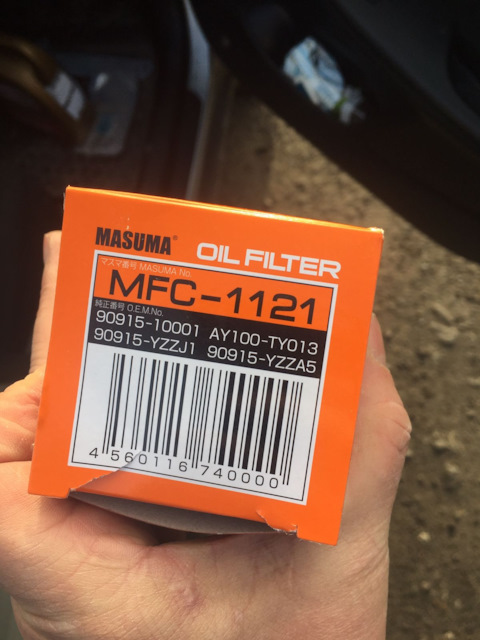 MASUMA®
OIL FILTER
マスマ番号 MASUMA No.
MFC-1121
純正番号 O.E.M.No.
90915-10001 AY100-TY013
90915-YZZJ1 90915-YZZA5
4 560116 740000